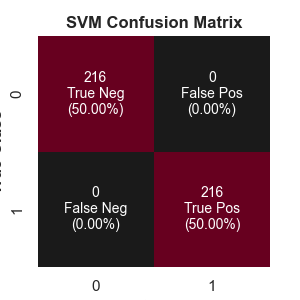 SVM Confusion Matrix
0
216
True Neg
(50.00%)
0
False Pos
(0.00%)
1
0
False Neg
(0.00%)
216
True Pos
(50.00%)
0
1